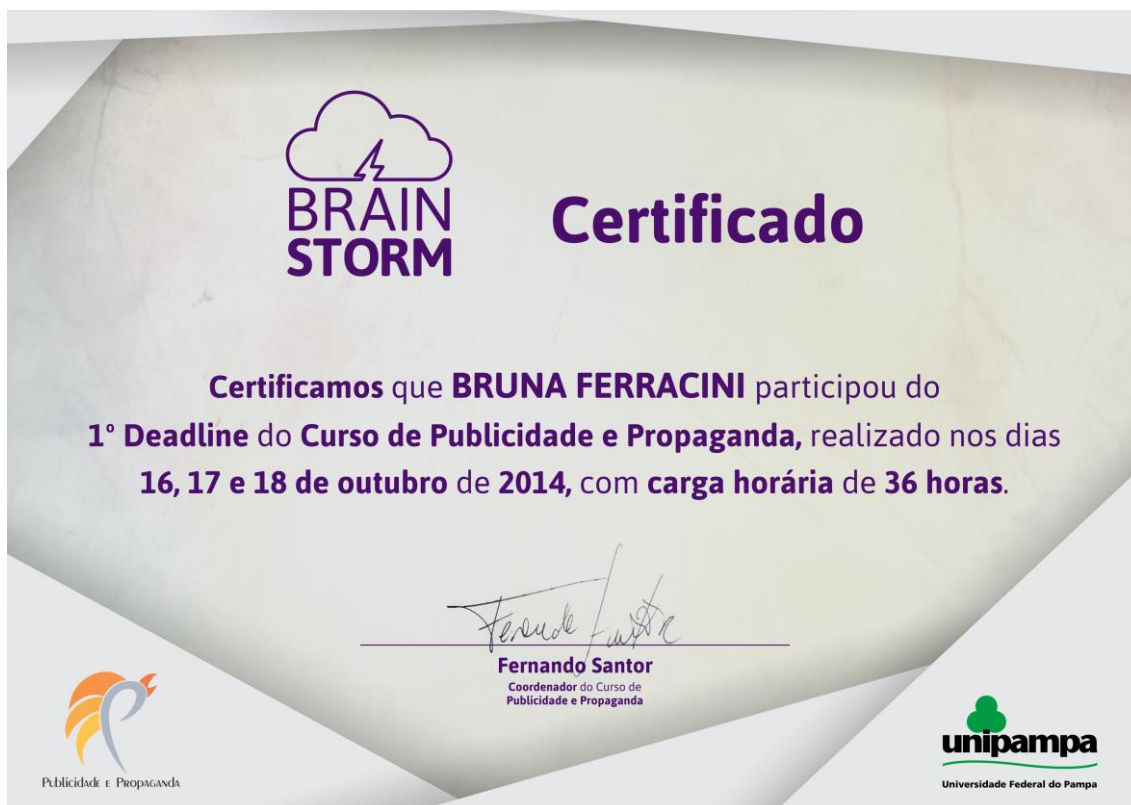 BRAIN
STORM
Certificado
Certificamos que BRUNA FERRACINI participou do
1° Deadline do Curso de Publicidade e Propaganda, realizado nos dias
16, 17 e 18 de outubro de 2014, com carga horária de 36 horas.
Fernando Santor
Coordenador do Curso de
Publicidade e Propaganda
Publicidade e Propaganda
unipampa
Universidade Federal do Pampa